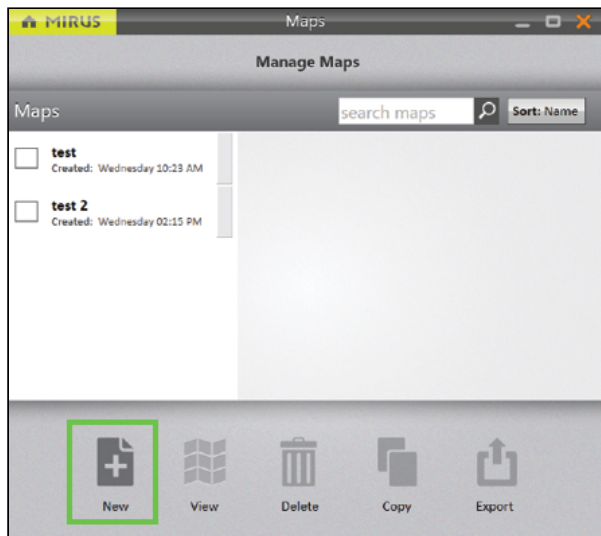 MIRUS
Maps
Manage Maps
Maps
search maps
Sort: Name
test
Created: Wednesday 10:23 AM
test 2
Created: Wednesday 02:15 PM
New
View
Delete
Copy
Export